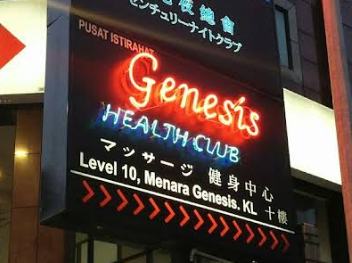 夜總會
センチュリーナイトクラブ
PUSAT ISTIRAHAT
Genesis
HEALTH CLUB
マッサージ 健身中心
Level 10, Menara Genesis. KL 十樓